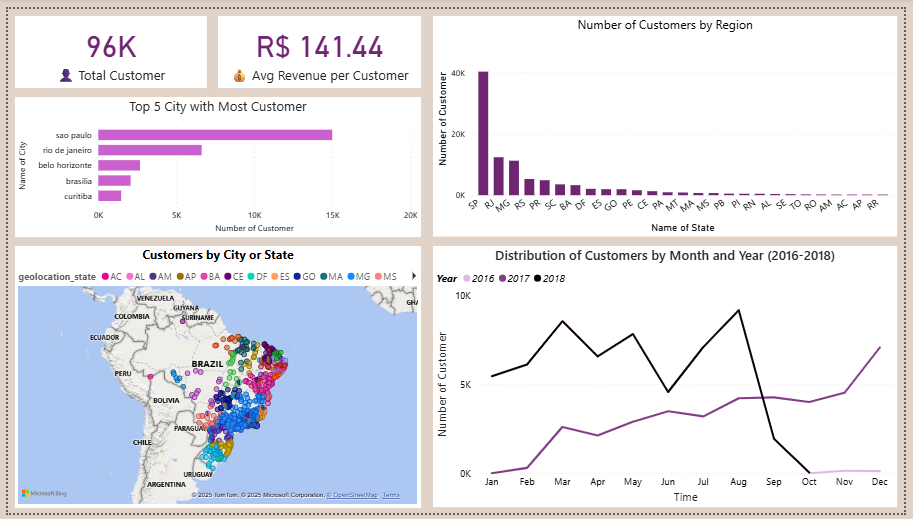 96K
Total Customer
R$ 141.44
Avg Revenue per Customer
Top 5 City with Most Customer
Name of City
sao paulo
rio de janeiro
belo horizonte
brasilia
curitiba
0K 5K 10K 15K 20K
Number of Customer
Number of Customers by Region
Number of Customer
40K
20K
0K
SP RJ MG RS PR SC BA DF ES GO PE CE PA MT MA MS PB PI RN AL SE TO RO AM AC AP RR
Name of State
Customers by City or State
geolocation_state AC AL AM AP BA CE DF ES GO MA MG MS
VENEZUELA
GUYANA
COLOMBIA
SURINAME
GHA
ECUADOR
BRAZIL
PERU
BOLIVIA
PARAGUA
CHILE
URUGUAY
ARGENTINA
Microsoft Bing
© 2025 TomTom, © 2025 Microsoft Corporation, © OpenStreetMap Terms
Distribution of Customers by Month and Year (2016-2018)
Year 2016 2017 2018
Number of Customer
10K
5K
0K
Jan Feb Mar Apr May Jun Jul Aug Sep Oct Nov Dec
Time